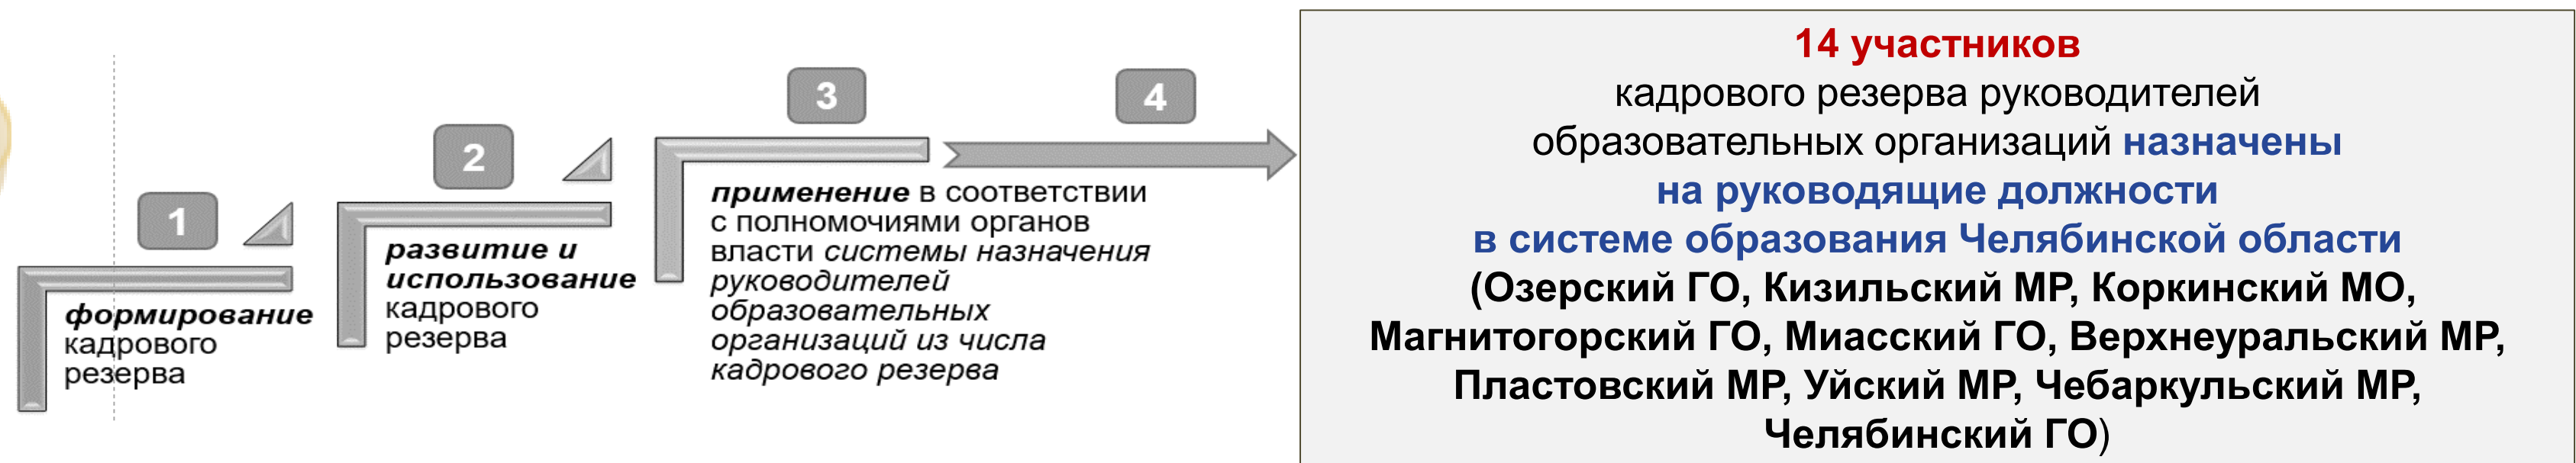 1
формирование
кадрового
резерва
2
развитие и
использование
кадрового
резерва
3
применение в соответствии
с полномочиями органов
власти системы назначения
руководителей
образовательных
организаций из числа
кадрового резерва
4
14 участников
кадрового резерва руководителей
образовательных организаций назначены
на руководящие должности
в системе образования Челябинской области
(Озерский ГО, Кизильский МР, Коркинский МО,
Магнитогорский ГО, Миасский ГО, Верхнеуральский МР,
Пластовский МР, Уйский МР, Чебаркульский МР,
Челябинский ГО)